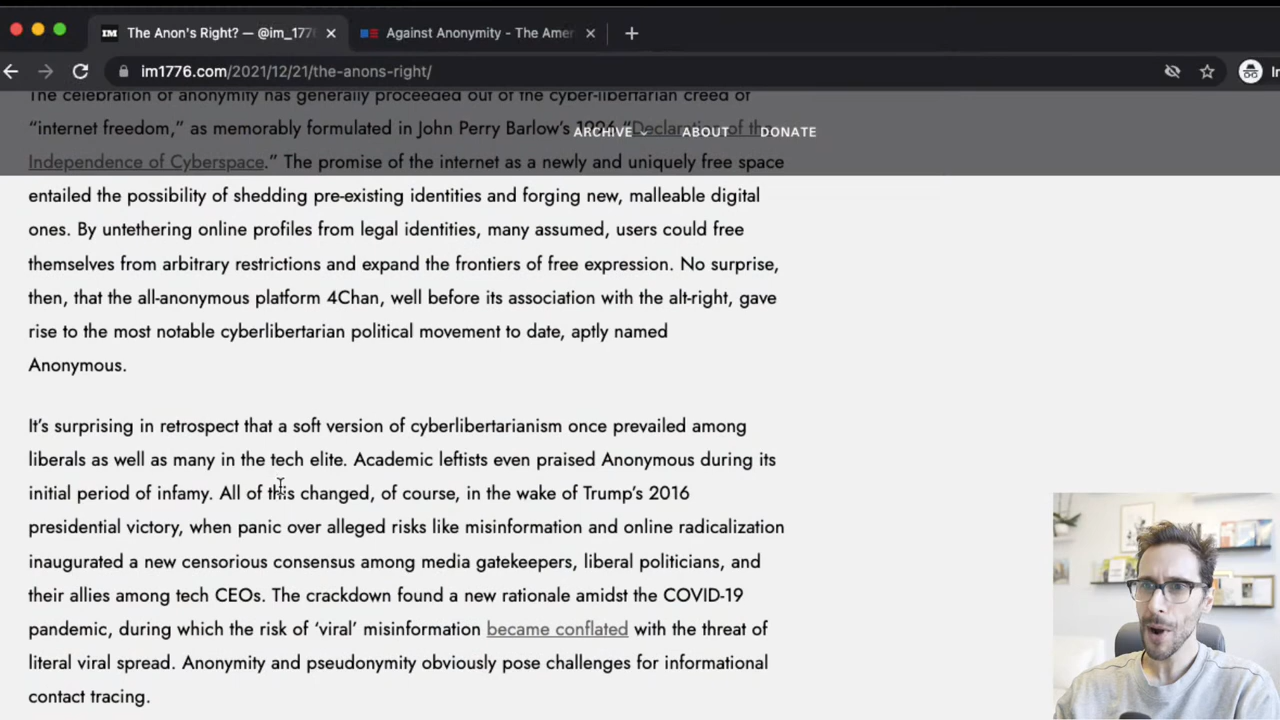 IM The Anon's Right? — @im_177
Against Anonymity - The Amer
im1776.com/2021/12/21/the-anons-right/
The celebration of anonymity has generally proceeded out of the cyber-libertarian creed of
ARCHIVE ABOUT DONATE
“internet freedom,” as memorably formulated in John Perry Barlow’s 1996 “Declaration of the
Independence of Cyberspace.” The promise of the internet as a newly and uniquely free space
entailed the possibility of shedding pre-existing identities and forging new, malleable digital
ones. By untethering online profiles from legal identities, many assumed, users could free
themselves from arbitrary restrictions and expand the frontiers of free expression. No surprise,
then, that the all-anonymous platform 4Chan, well before its association with the alt-right, gave
rise to the most notable cyberlibertarian political movement to date, aptly named
Anonymous.
It’s surprising in retrospect that a soft version of cyberlibertarianism once prevailed among
liberals as well as many in the tech elite. Academic leftists even praised Anonymous during its
initial period of infamy. All of this changed, of course, in the wake of Trump’s 2016
presidential victory, when panic over alleged risks like misinformation and online radicalization
inaugurated a new censorious consensus among media gatekeepers, liberal politicians, and
their allies among tech CEOs. The crackdown found a new rationale amidst the COVID-19
pandemic, during which the risk of ‘viral’ misinformation became conflated with the threat of
literal viral spread. Anonymity and pseudonymity obviously pose challenges for informational
contact tracing.